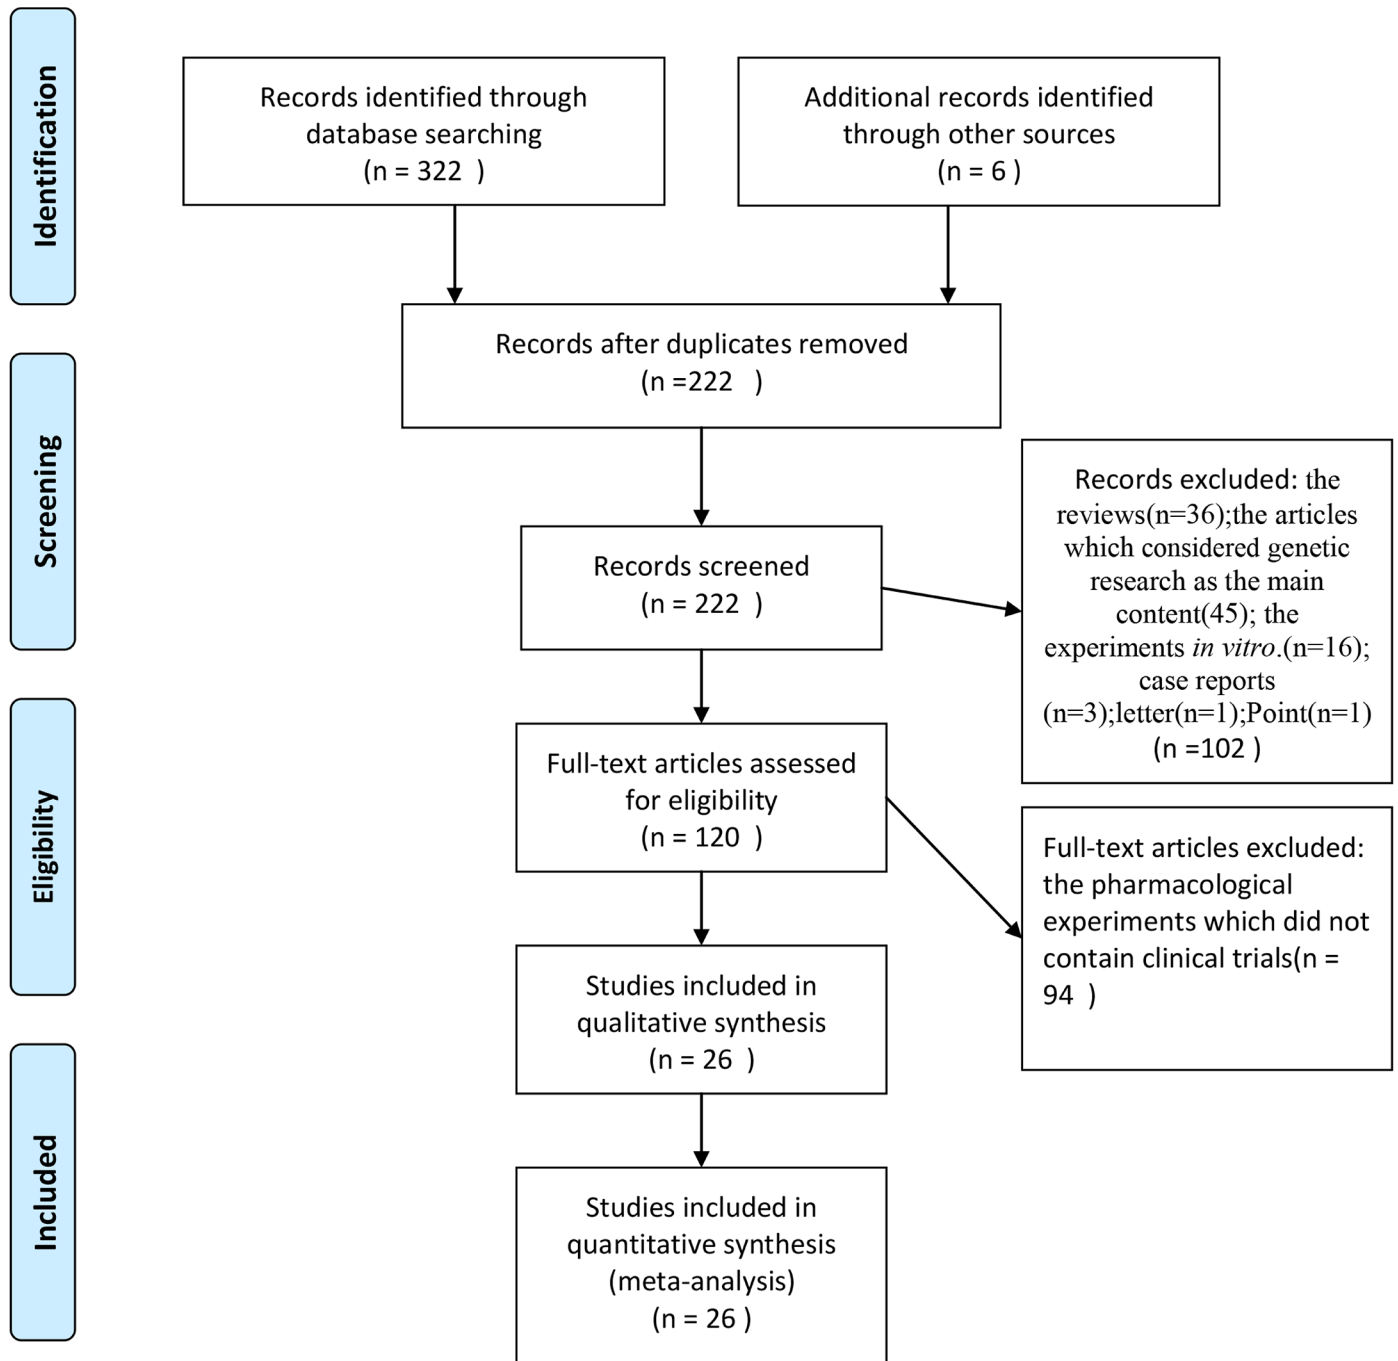 Identification
Records identified through
database searching
(n = 322  )
Additional records identified
through other sources
(n = 6 )
Records after duplicates removed
(n =222   )
Screening
Records screened
(n = 222  )
Records excluded: the
reviews(n=36);the articles
which considered genetic
research as the main
content(45); the
experiments in vitro.(n=16);
case reports
(n=3);letter(n=1);Point(n=1)
(n =102 )
Eligibility
Full-text articles assessed
for eligibility
(n = 120  )
Full-text articles excluded:
the pharmacological
experiments which did not
contain clinical trials(n =
94  )
Studies included in
qualitative synthesis
(n = 26  )
Included
Studies included in
quantitative synthesis
(meta-analysis)
(n = 26 )